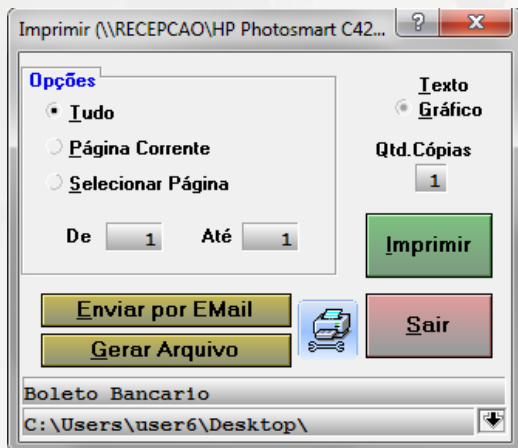 Imprimir (\\RECEPCAO\HP Photosmart C42...
Opções
Tudo
Página Corrente
Selecionar Página
De 1 Até 1
Texto
Gráfico
Qtd.Cópias
1
Imprimir
Enviar por EMail
Gerar Arquivo
Sair
Boleto Bancario
C:\Users\user6\Desktop\